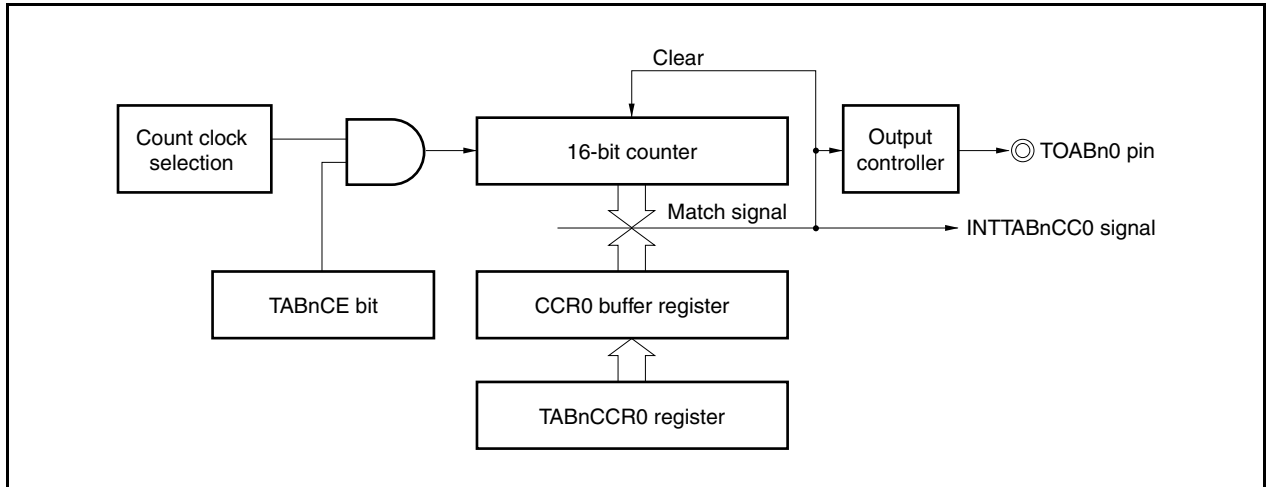 Clear
Count clock
selection
16-bit counter
Output
controller
TOABn0 pin
Match signal
INTTABnCC0 signal
TABnCE bit
CCR0 buffer register
TABnCCR0 register